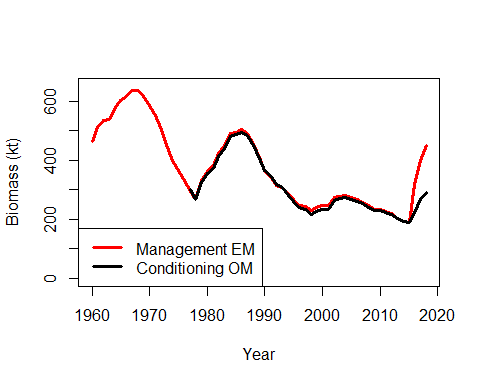 Biomass (kt)
600
400
200
0
Management EM
Conditioning OM
1960 1970 1980 1990 2000 2010 2020
Year